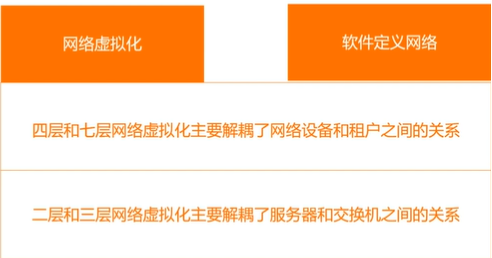 网络虚拟化
软件定义网络
四层和七层网络虚拟化主要解耦了网络设备和租户之间的关系
二层和三层网络虚拟化主要解耦了服务器和交换机之间的关系